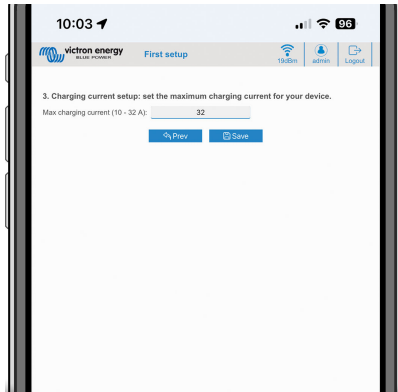 10:03
96
victron energy
BLUE POWER
First setup
19dBm
admin
Logout
3. Charging current setup: set the maximum charging current for your device.
Max charging current (10 - 32 A):
32
Prev
Save